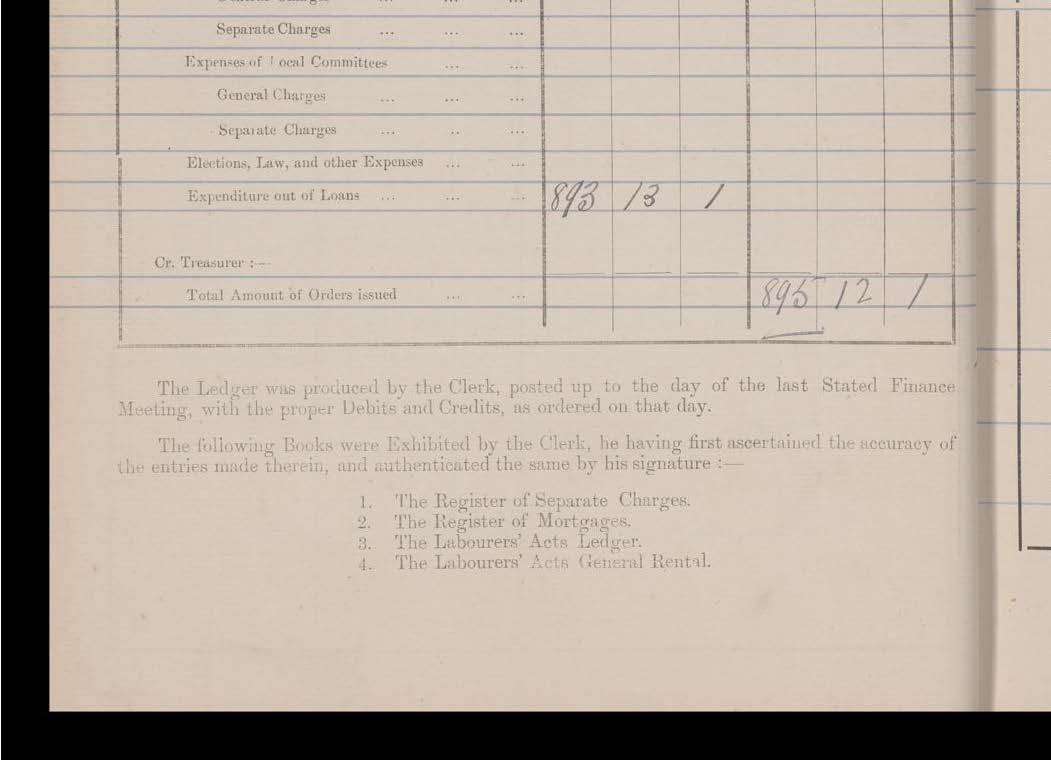 Separate Charges ... ... ...
Expenses of Local Committees ... ...
General Charges ... ... ...
Separate Charges ... .. ...
Elections, Law, and other Expenses ... ...
Expenditure out of Loans ... ... ... 893 13 1
Cr. Treasurer :—
Total Amount of Orders issued ... ... 895 12 1
The Ledger was produced by the Clerk, posted up to the day of the last Stated Finance
Meeting, with the proper Debits and Credits, as ordered on that day.
The following Books were Exhibited by the Clerk, he having first ascertained the accuracy of
the entries made therein, and authenticated the same by his signature :—
1. The Register of Separate Charges.
2. The Register of Mortgages.
3. The Labourers' Acts Ledger.
4. The Labourers' Acts General Rental.